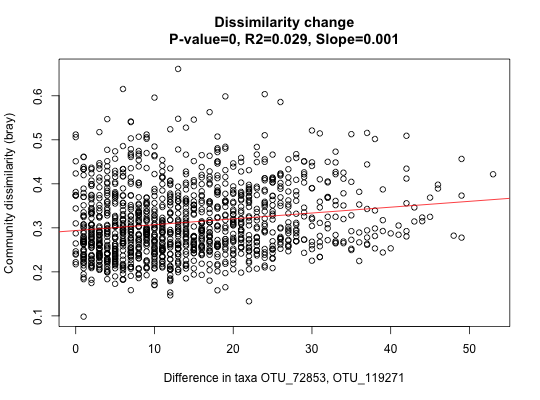 Dissimilarity change
P-value=0, R2=0.029, Slope=0.001
Community dissimilarity (bray)
0.6
0.5
0.4
0.3
0.2
0.1
0 10 20 30 40 50
Difference in taxa OTU_72853, OTU_119271